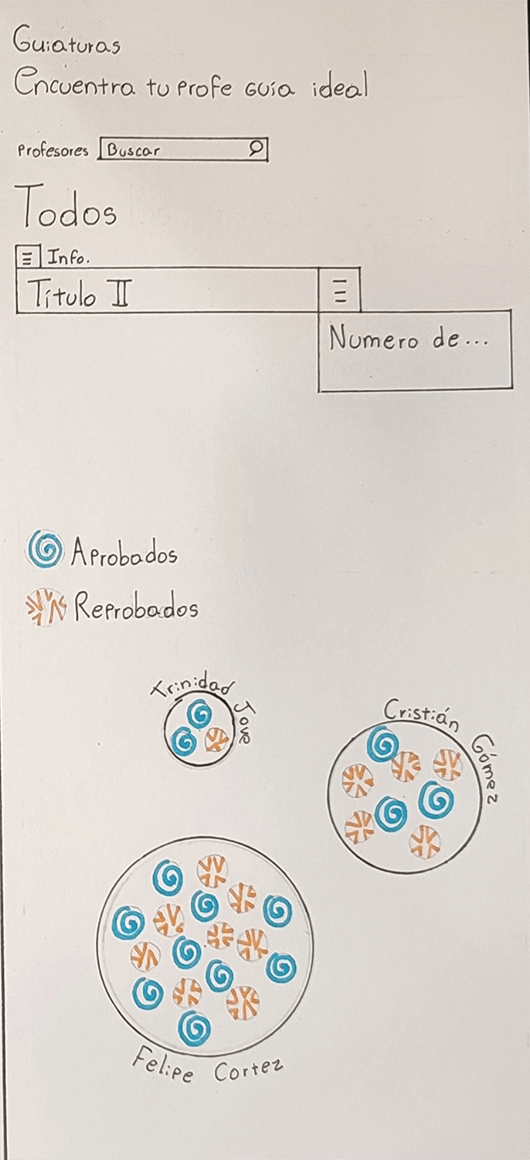 Guiaturas
Encuentra tu profe guía ideal
Profesores Buscar
Todos
Info.
Título II
Numero de...
Aprobados
Reprobados
Trinidad Jove
Cristián Gómez
Felipe Cortez